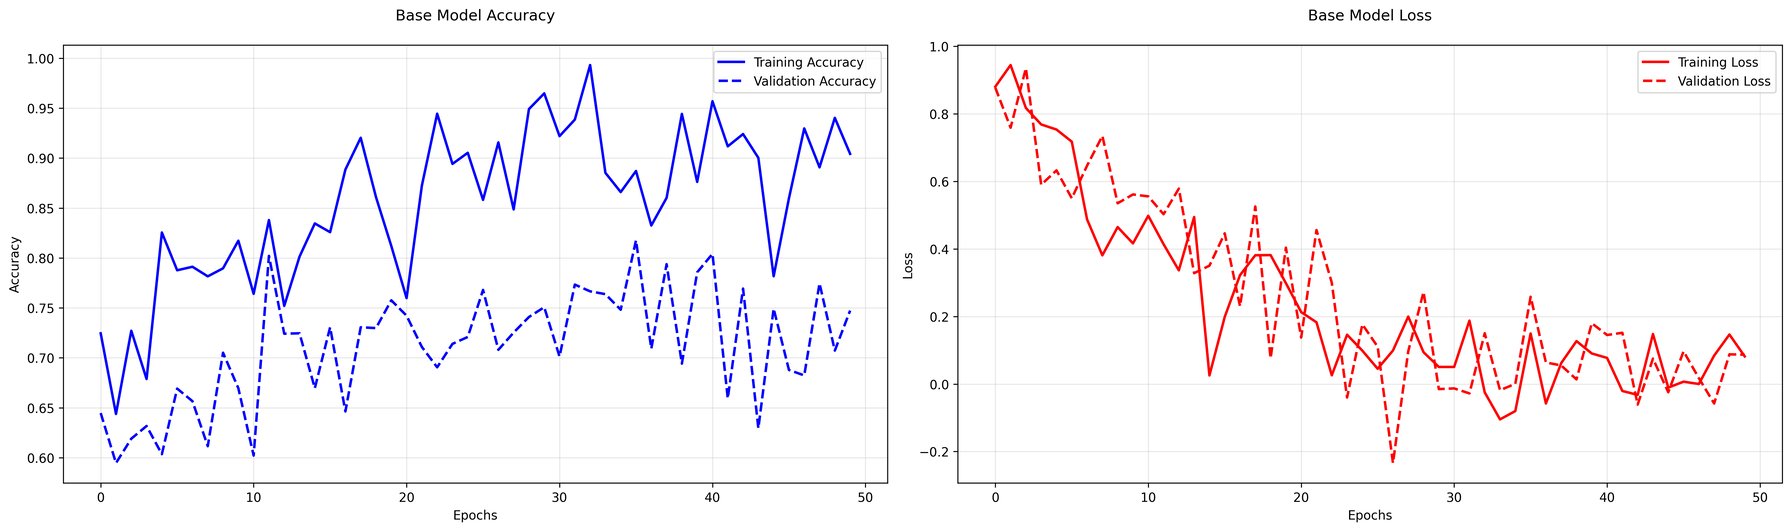 Base Model Accuracy
Training Accuracy
Validation Accuracy
Accuracy
1.00
0.95
0.90
0.85
0.80
0.75
0.70
0.65
0.60
0
10
20
30
40
50
Epochs
Base Model Loss
Training Loss
Validation Loss
Loss
1.0
0.8
0.6
0.4
0.2
0.0
−0.2
0
10
20
30
40
50
Epochs